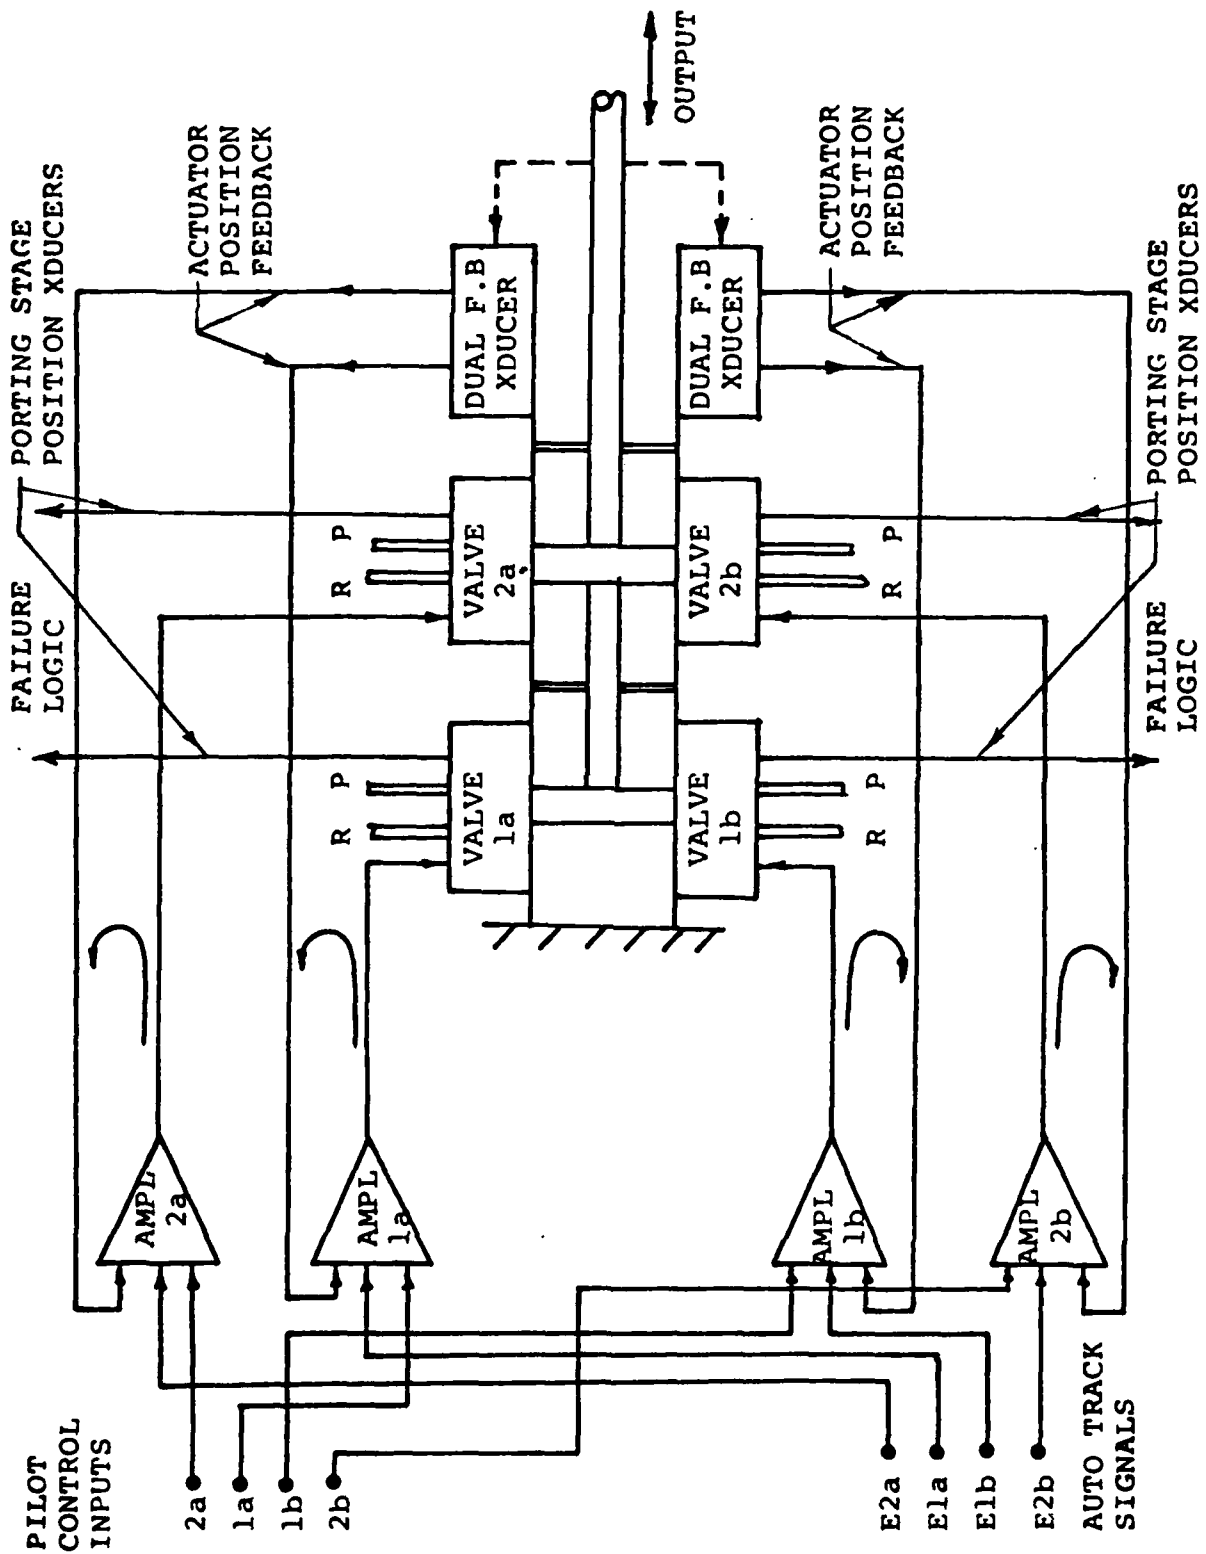 PILOT
CONTROL
INPUTS
2a
1a
1b
2b
E2a
E1a
E1b
E2b
AUTO TRACK
SIGNALS
AMPL
2a
AMPL
1a
AMPL
1b
AMPL
2b
FAILURE
LOGIC
PORTING STAGE
POSITION XDUCERS
ACTUATOR
POSITION
FEEDBACK
R P
R P
VALVE
1a
VALVE
2a
DUAL F.B
XDUCER
OUTPUT
VALVE
1b
VALVE
2b
DUAL F.B
XDUCER
R P
R P
ACTUATOR
POSITION
FEEDBACK
FAILURE
LOGIC
PORTING STAGE
POSITION XDUCERS